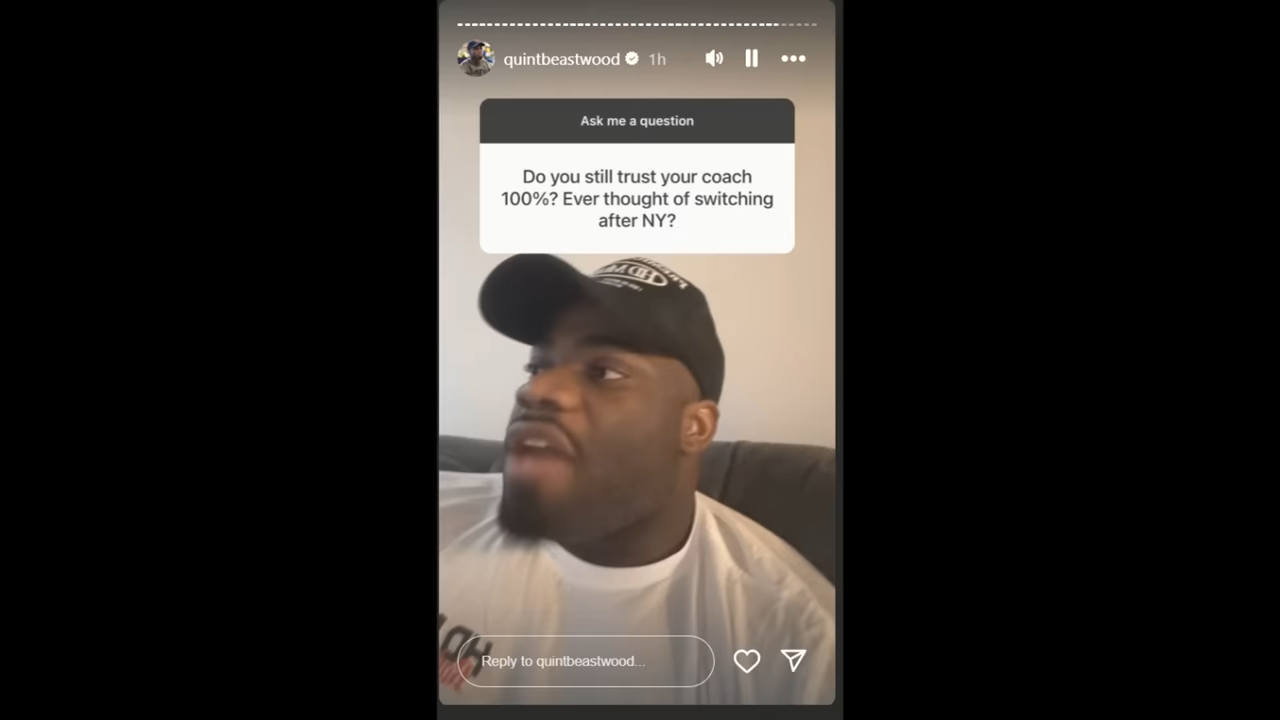 quintbeastwood 1h
Ask me a question
Do you still trust your coach
100%? Ever thought of switching
after NY?
Reply to quintbeastwood...